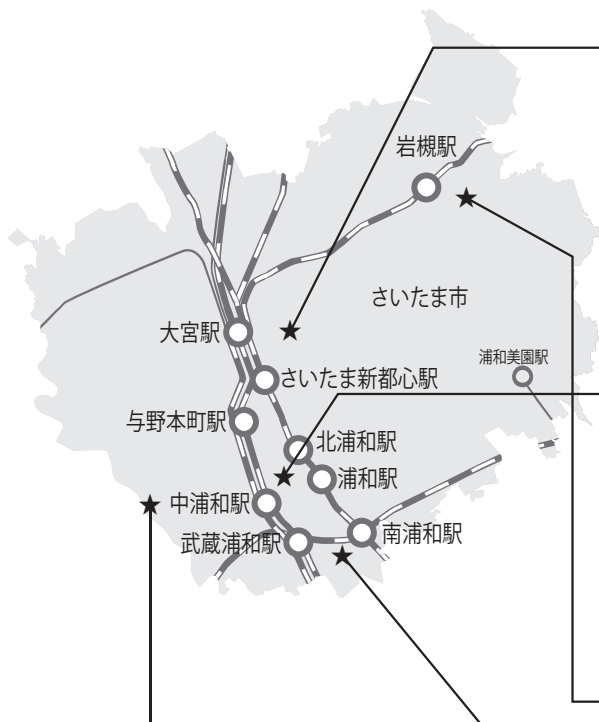 岩槻駅
さいたま市
大宮駅
浦和美園駅
さいたま新都心駅
与野本町駅
北浦和駅
浦和駅
中浦和駅
南浦和駅
武蔵浦和駅